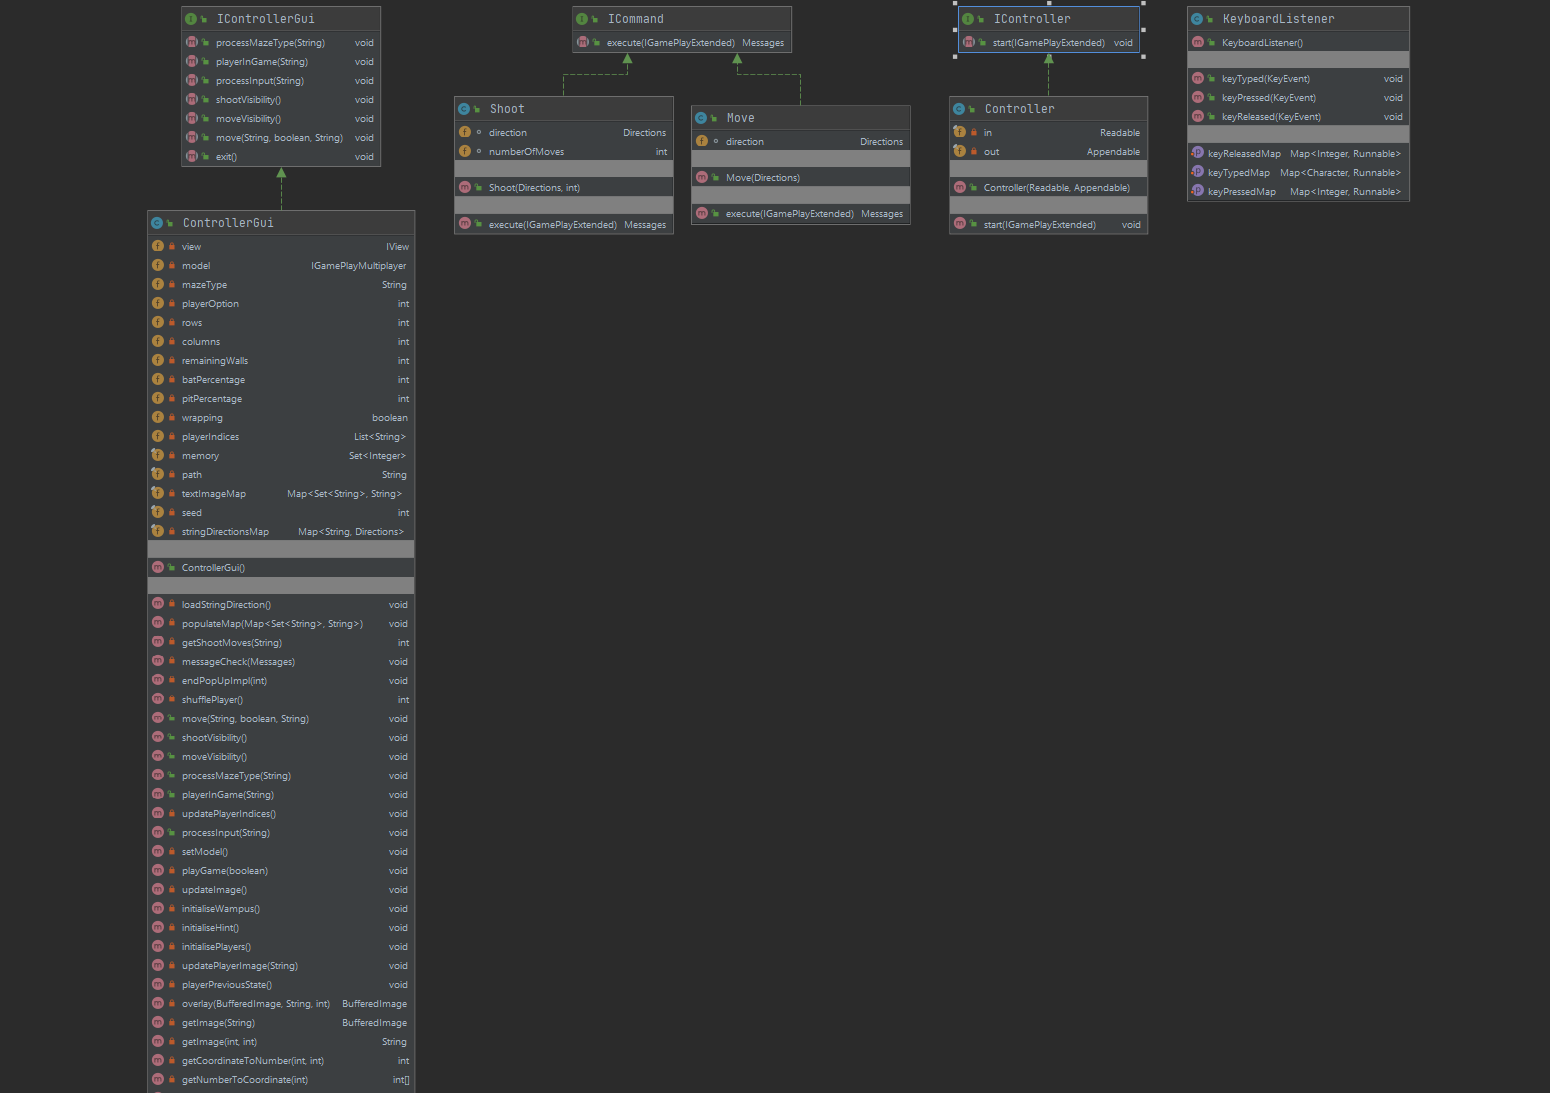 IControllerGui
processMazeType(String) void
playerInGame(String) void
processInput(String) void
shootVisibility() void
moveVisibility() void
move(String, boolean, String) void
exit() void
ICommand
execute(IGamePlayExtended) Messages
IController
start(IGamePlayExtended) void
KeyboardListener
KeyboardListener()
keyTyped(KeyEvent) void
keyPressed(KeyEvent) void
keyReleased(KeyEvent) void
keyReleasedMap Map<Integer, Runnable>
keyTypedMap Map<Character, Runnable>
keyPressedMap Map<Integer, Runnable>
Shoot
direction Directions
numberOfMoves int
Shoot(Directions, int)
execute(IGamePlayExtended) Messages
Move
direction Directions
Move(Directions)
execute(IGamePlayExtended) Messages
Controller
in Readable
out Appendable
Controller(Readable, Appendable)
start(IGamePlayExtended) void
ControllerGui
view IView
model IGamePlayMultiplayer
mazeType String
playerOption int
rows int
columns int
remainingWalls int
batPercentage int
pitPercentage int
wrapping boolean
playerIndices List<String>
memory Set<Integer>
path String
textImageMap Map<Set<String>, String>
seed int
stringDirectionsMap Map<String, Directions>
ControllerGui()
loadStringDirection() void
populateMap(Map<Set<String>, String>) void
getShootMoves(String) int
messageCheck(Messages) void
endPopUpImpl(int) void
shufflePlayer() int
move(String, boolean, String) void
shootVisibility() void
moveVisibility() void
processMazeType(String) void
playerInGame(String) void
updatePlayerIndices() void
processInput(String) void
setModel() void
playGame(boolean) void
updateImage() void
initialiseWampus() void
initialiseHint() void
initialisePlayers() void
updatePlayerImage(String) void
playerPreviousState() void
overlay(BufferedImage, String, int) BufferedImage
getImage(String) BufferedImage
getImage(int, int) String
getCoordinateToNumber(int, int) int
getNumberToCoordinate(int) int[]